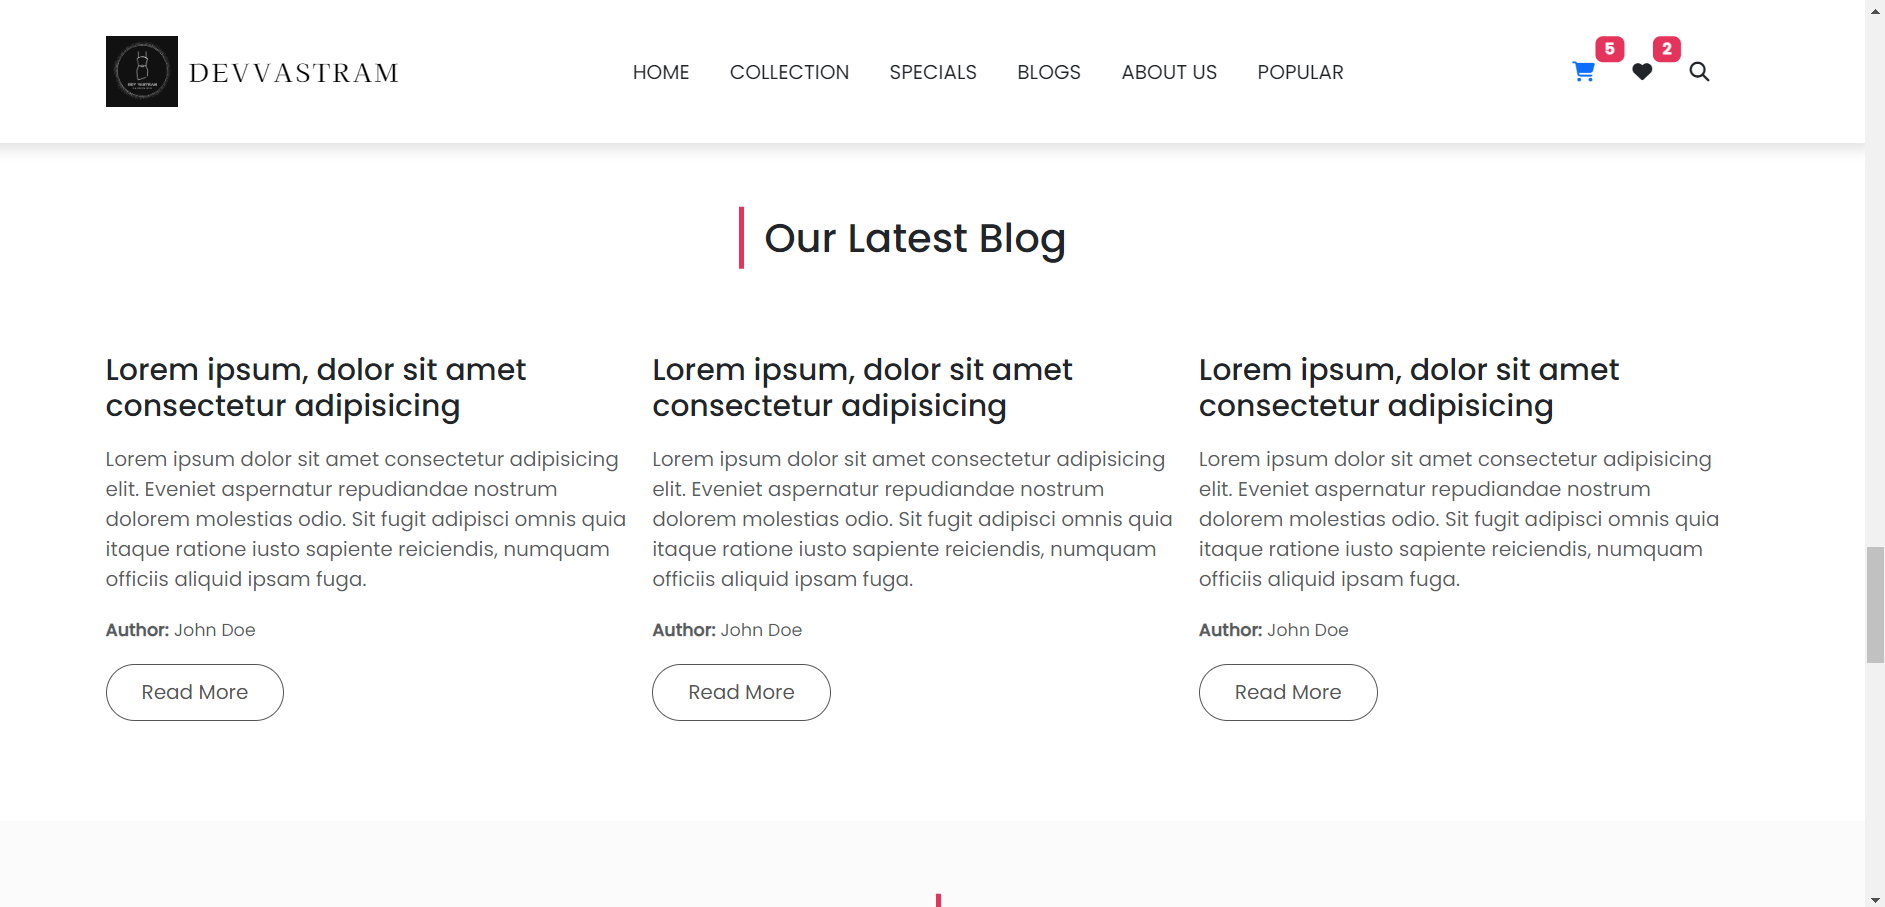 DEVVASTRAM
HOME COLLECTION SPECIALS BLOGS ABOUT US POPULAR
5 2
Our Latest Blog
Lorem ipsum, dolor sit amet
consectetur adipisicing
Lorem ipsum dolor sit amet consectetur adipisicing
elit. Eveniet aspernatur repudiandae nostrum
dolorem molestias odio. Sit fugit adipisci omnis quia
itaque ratione iusto sapiente reiciendis, numquam
officiis aliquid ipsam fuga.
Author: John Doe
Read More
Lorem ipsum, dolor sit amet
consectetur adipisicing
Lorem ipsum dolor sit amet consectetur adipisicing
elit. Eveniet aspernatur repudiandae nostrum
dolorem molestias odio. Sit fugit adipisci omnis quia
itaque ratione iusto sapiente reiciendis, numquam
officiis aliquid ipsam fuga.
Author: John Doe
Read More
Lorem ipsum, dolor sit amet
consectetur adipisicing
Lorem ipsum dolor sit amet consectetur adipisicing
elit. Eveniet aspernatur repudiandae nostrum
dolorem molestias odio. Sit fugit adipisci omnis quia
itaque ratione iusto sapiente reiciendis, numquam
officiis aliquid ipsam fuga.
Author: John Doe
Read More